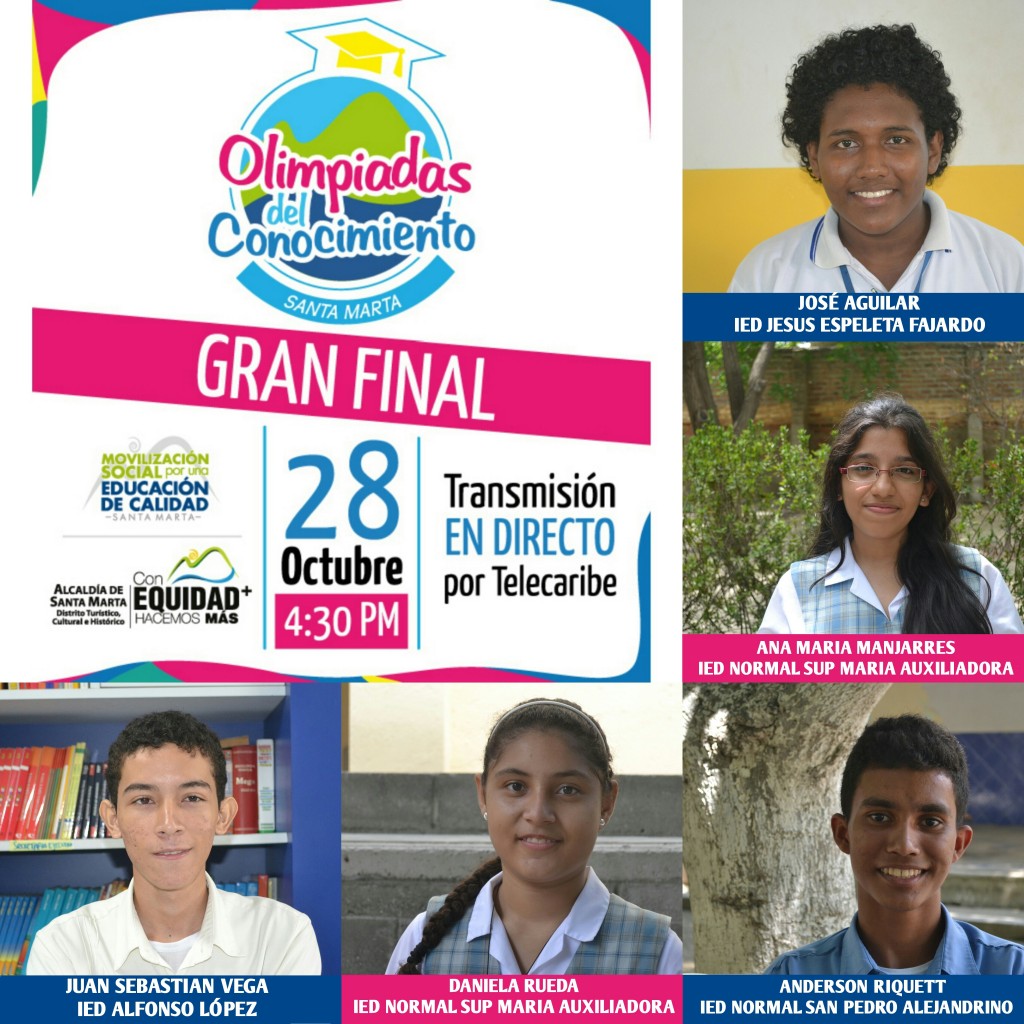 Olimpiadas
del
Conocimiento
SANTA MARTA
GRAN FINAL
MOVILIZACIÓN
SOCIAL por una
EDUCACIÓN
DE CALIDAD
-SANTA MARTA-
ALCALDÍA DE
SANTA MARTA
Distrito Turístico,
Cultural e Histórico
Con
EQUIDAD+
HACEMOS MÁS
28
Octubre
4:30 PM
Transmisión
EN DIRECTO
por Telecaribe
JOSÉ AGUILAR
IED JESUS ESPELETA FAJARDO
ANA MARIA MANJARRES
IED NORMAL SUP MARIA AUXILIADORA
JUAN SEBASTIAN VEGA
IED ALFONSO LÓPEZ
DANIELA RUEDA
IED NORMAL SUP MARIA AUXILIADORA
ANDERSON RIQUETT
IED NORMAL SAN PEDRO ALEJANDRINO